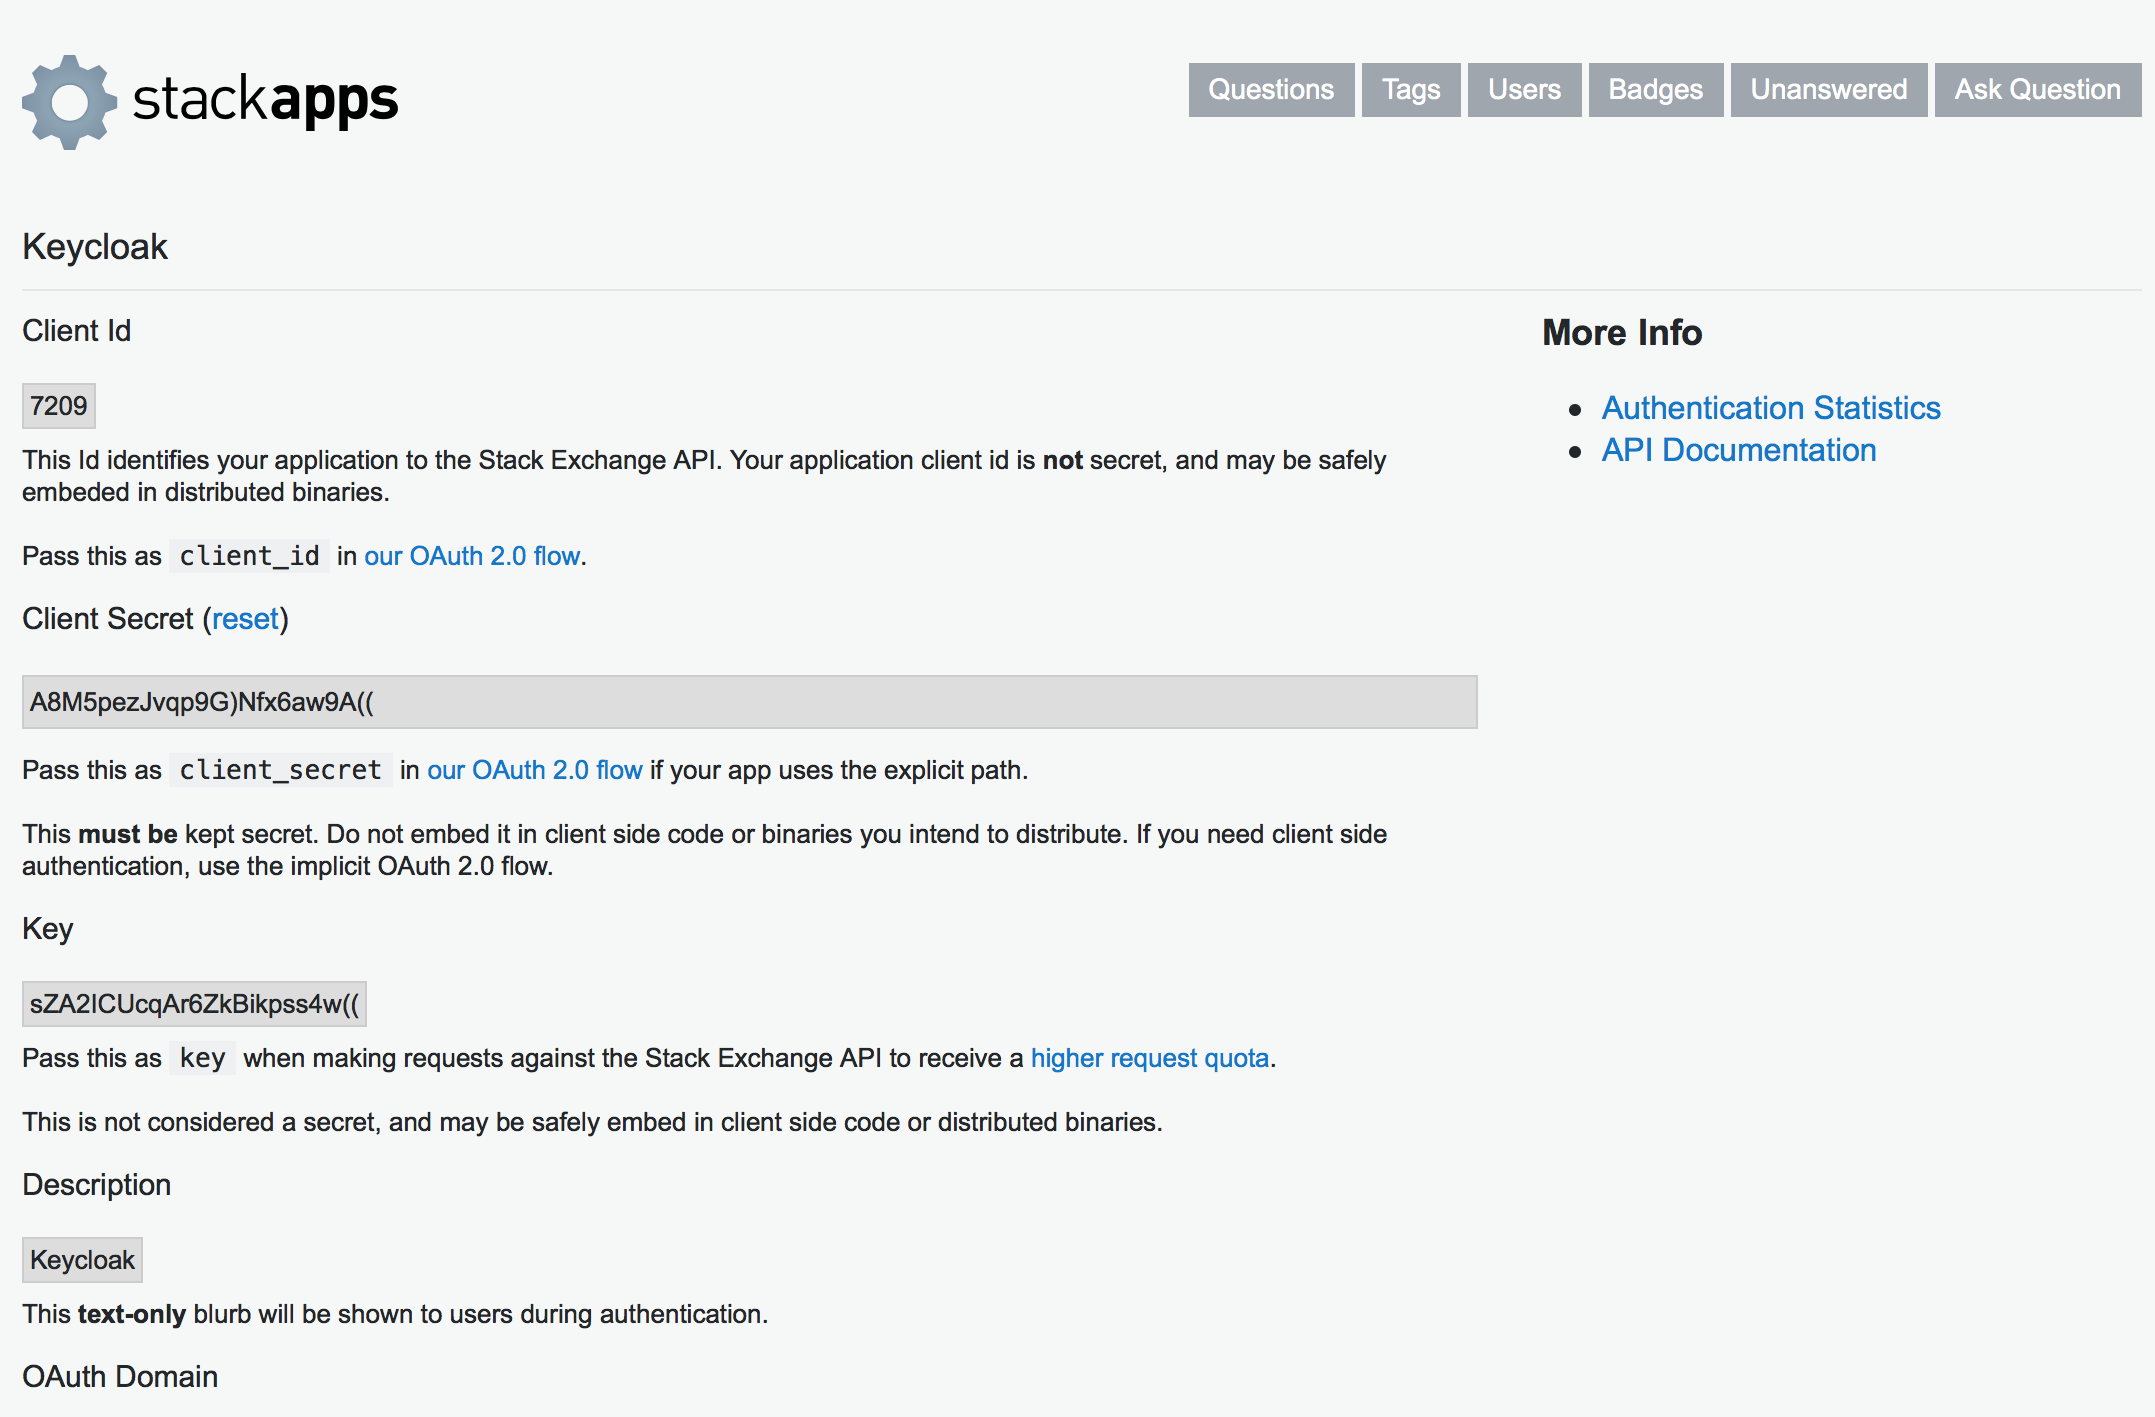 stackapps
Questions Tags Users Badges Unanswered Ask Question
Keycloak
Client Id
7209
This Id identifies your application to the Stack Exchange API. Your application client id is not secret, and may be safely
embeded in distributed binaries.
Pass this as client_id in our OAuth 2.0 flow.
Client Secret (reset)
A8M5pezJvqp9G)Nfx6aw9A((
Pass this as client_secret in our OAuth 2.0 flow if your app uses the explicit path.
This must be kept secret. Do not embed it in client side code or binaries you intend to distribute. If you need client side
authentication, use the implicit OAuth 2.0 flow.
Key
sZA2ICUcqAr6ZkBikpss4w((
Pass this as key when making requests against the Stack Exchange API to receive a higher request quota.
This is not considered a secret, and may be safely embed in client side code or distributed binaries.
Description
Keycloak
This text-only blurb will be shown to users during authentication.
OAuth Domain
More Info
Authentication Statistics
API Documentation